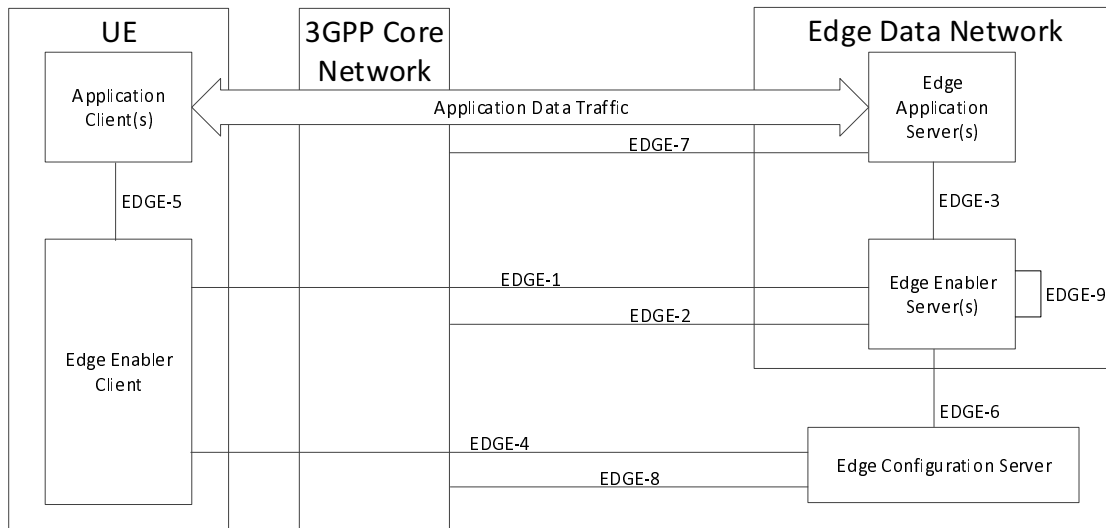 UE
3GPP Core
Network
Edge Data Network
Application
Client(s)
Application Data Traffic
Edge
Application
Server(s)
EDGE-7
EDGE-5
EDGE-3
EDGE-1
Edge Enabler
Server(s)
EDGE-9
EDGE-2
Edge Enabler
Client
EDGE-6
EDGE-4
Edge Configuration Server
EDGE-8